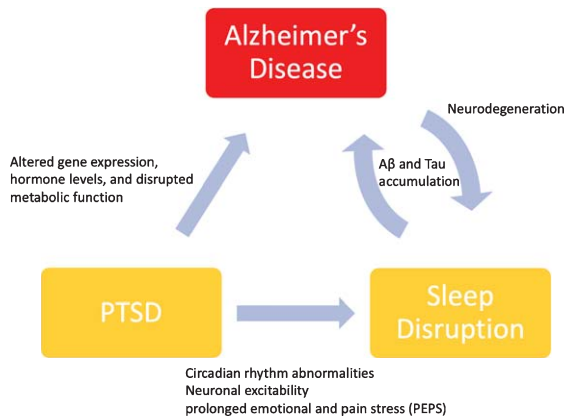 Alzheimer's
Disease
Neurodegeneration
Altered gene expression,
hormone levels, and disrupted
metabolic function
Aβ and Tau
accumulation
PTSD
Sleep
Disruption
Circadian rhythm abnormalities
Neuronal excitability
prolonged emotional and pain stress (PEPS)